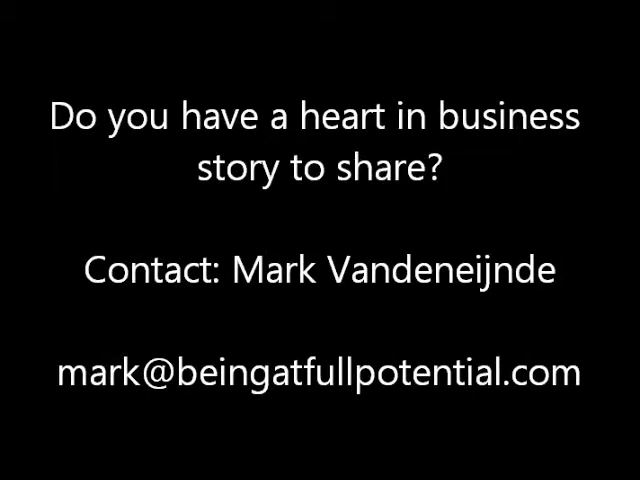 Do you have a heart in business
story to share?
Contact: Mark Vandeneijnde
mark@beingatfullpotential.com